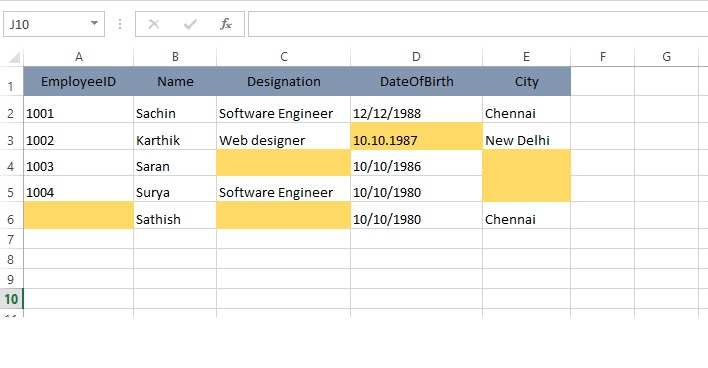 J10 fx
A B C D E F G
1 EmployeeID Name Designation DateOfBirth City
2 1001 Sachin Software Engineer 12/12/1988 Chennai
3 1002 Karthik Web designer 10.10.1987 New Delhi
4 1003 Saran 10/10/1986
5 1004 Surya Software Engineer 10/10/1980
6 Sathish 10/10/1980 Chennai
7
8
9
10